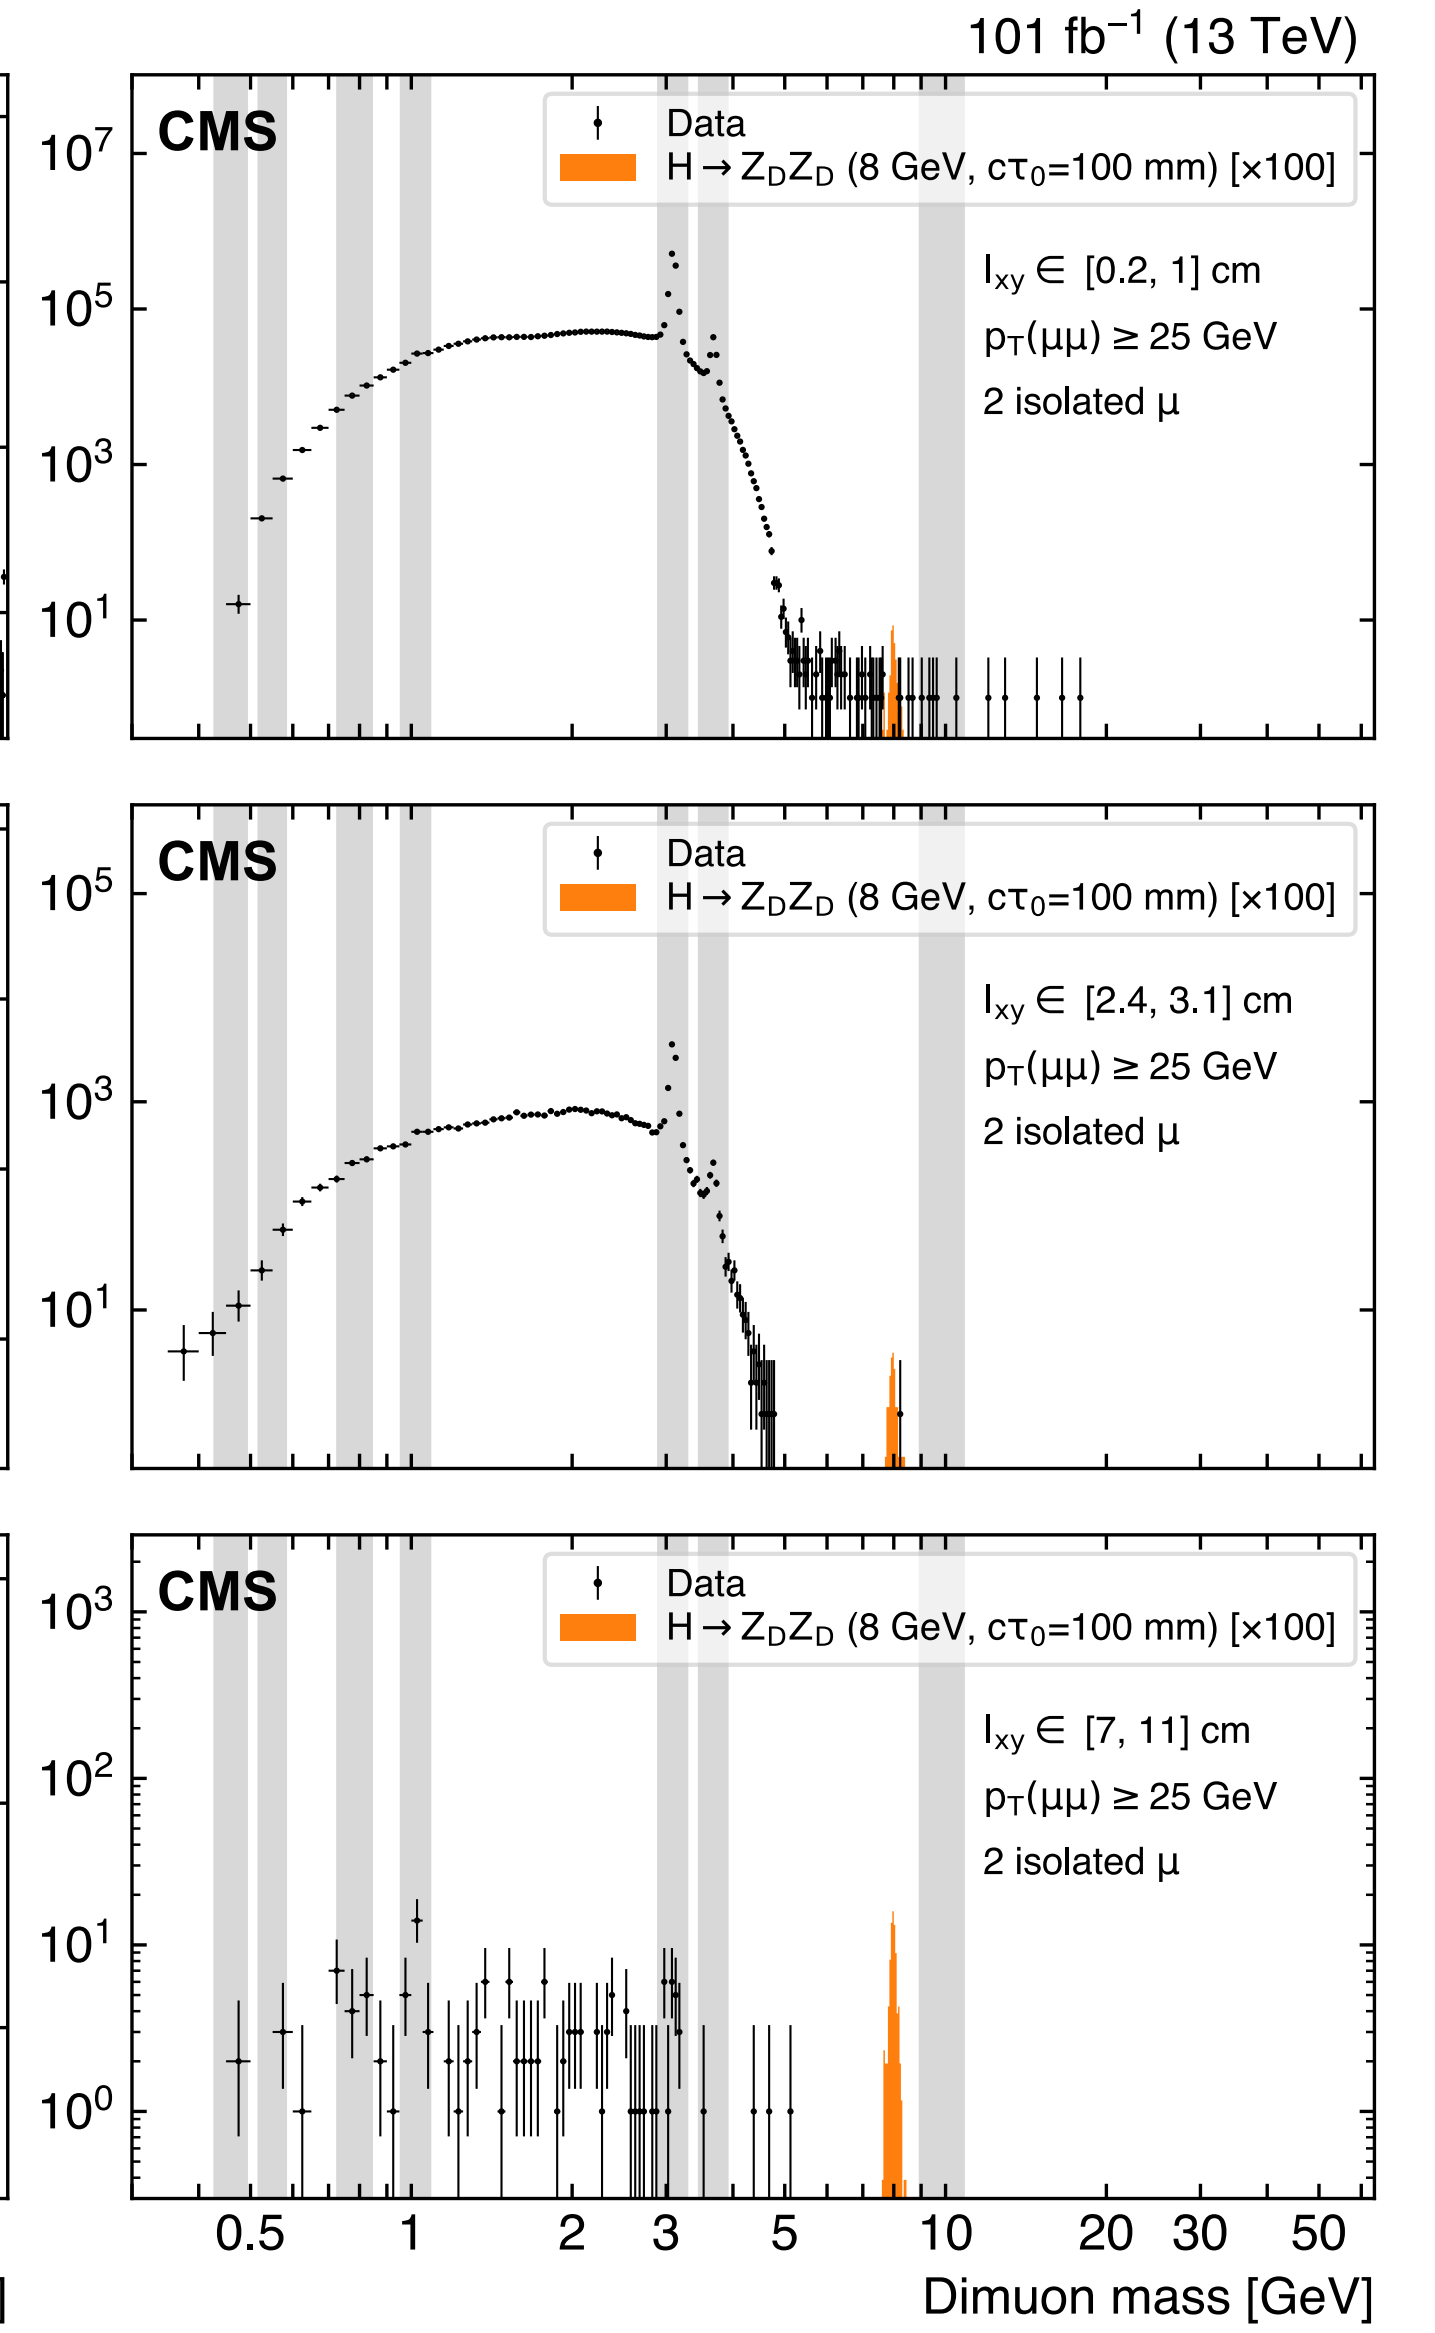 101 fb⁻¹ (13 TeV)
CMS
Data
H → Z_DZ_D (8 GeV, cτ₀=100 mm) [×100]
l_xy ∈ [0.2, 1] cm
p_T(μμ) ≥ 25 GeV
2 isolated μ
10⁷
10⁵
10³
10¹
CMS
Data
H → Z_DZ_D (8 GeV, cτ₀=100 mm) [×100]
l_xy ∈ [2.4, 3.1] cm
p_T(μμ) ≥ 25 GeV
2 isolated μ
10⁵
10³
10¹
CMS
Data
H → Z_DZ_D (8 GeV, cτ₀=100 mm) [×100]
l_xy ∈ [7, 11] cm
p_T(μμ) ≥ 25 GeV
2 isolated μ
10³
10²
10¹
10⁰
0.5 1 2 3 5 10 20 30 50
Dimuon mass [GeV]
]